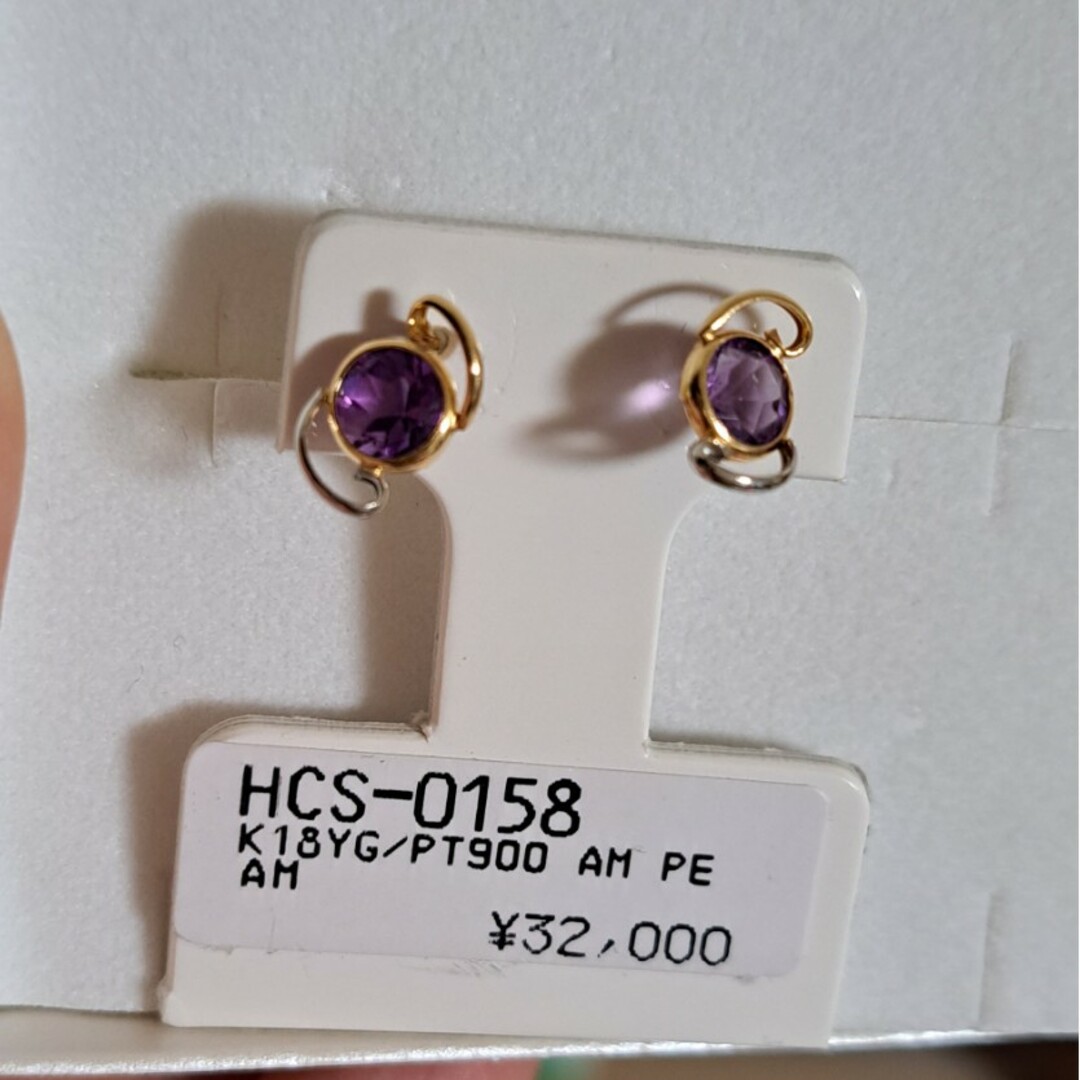 HCS-0158
K18YG/PT900 AM PE
AM
¥32,000